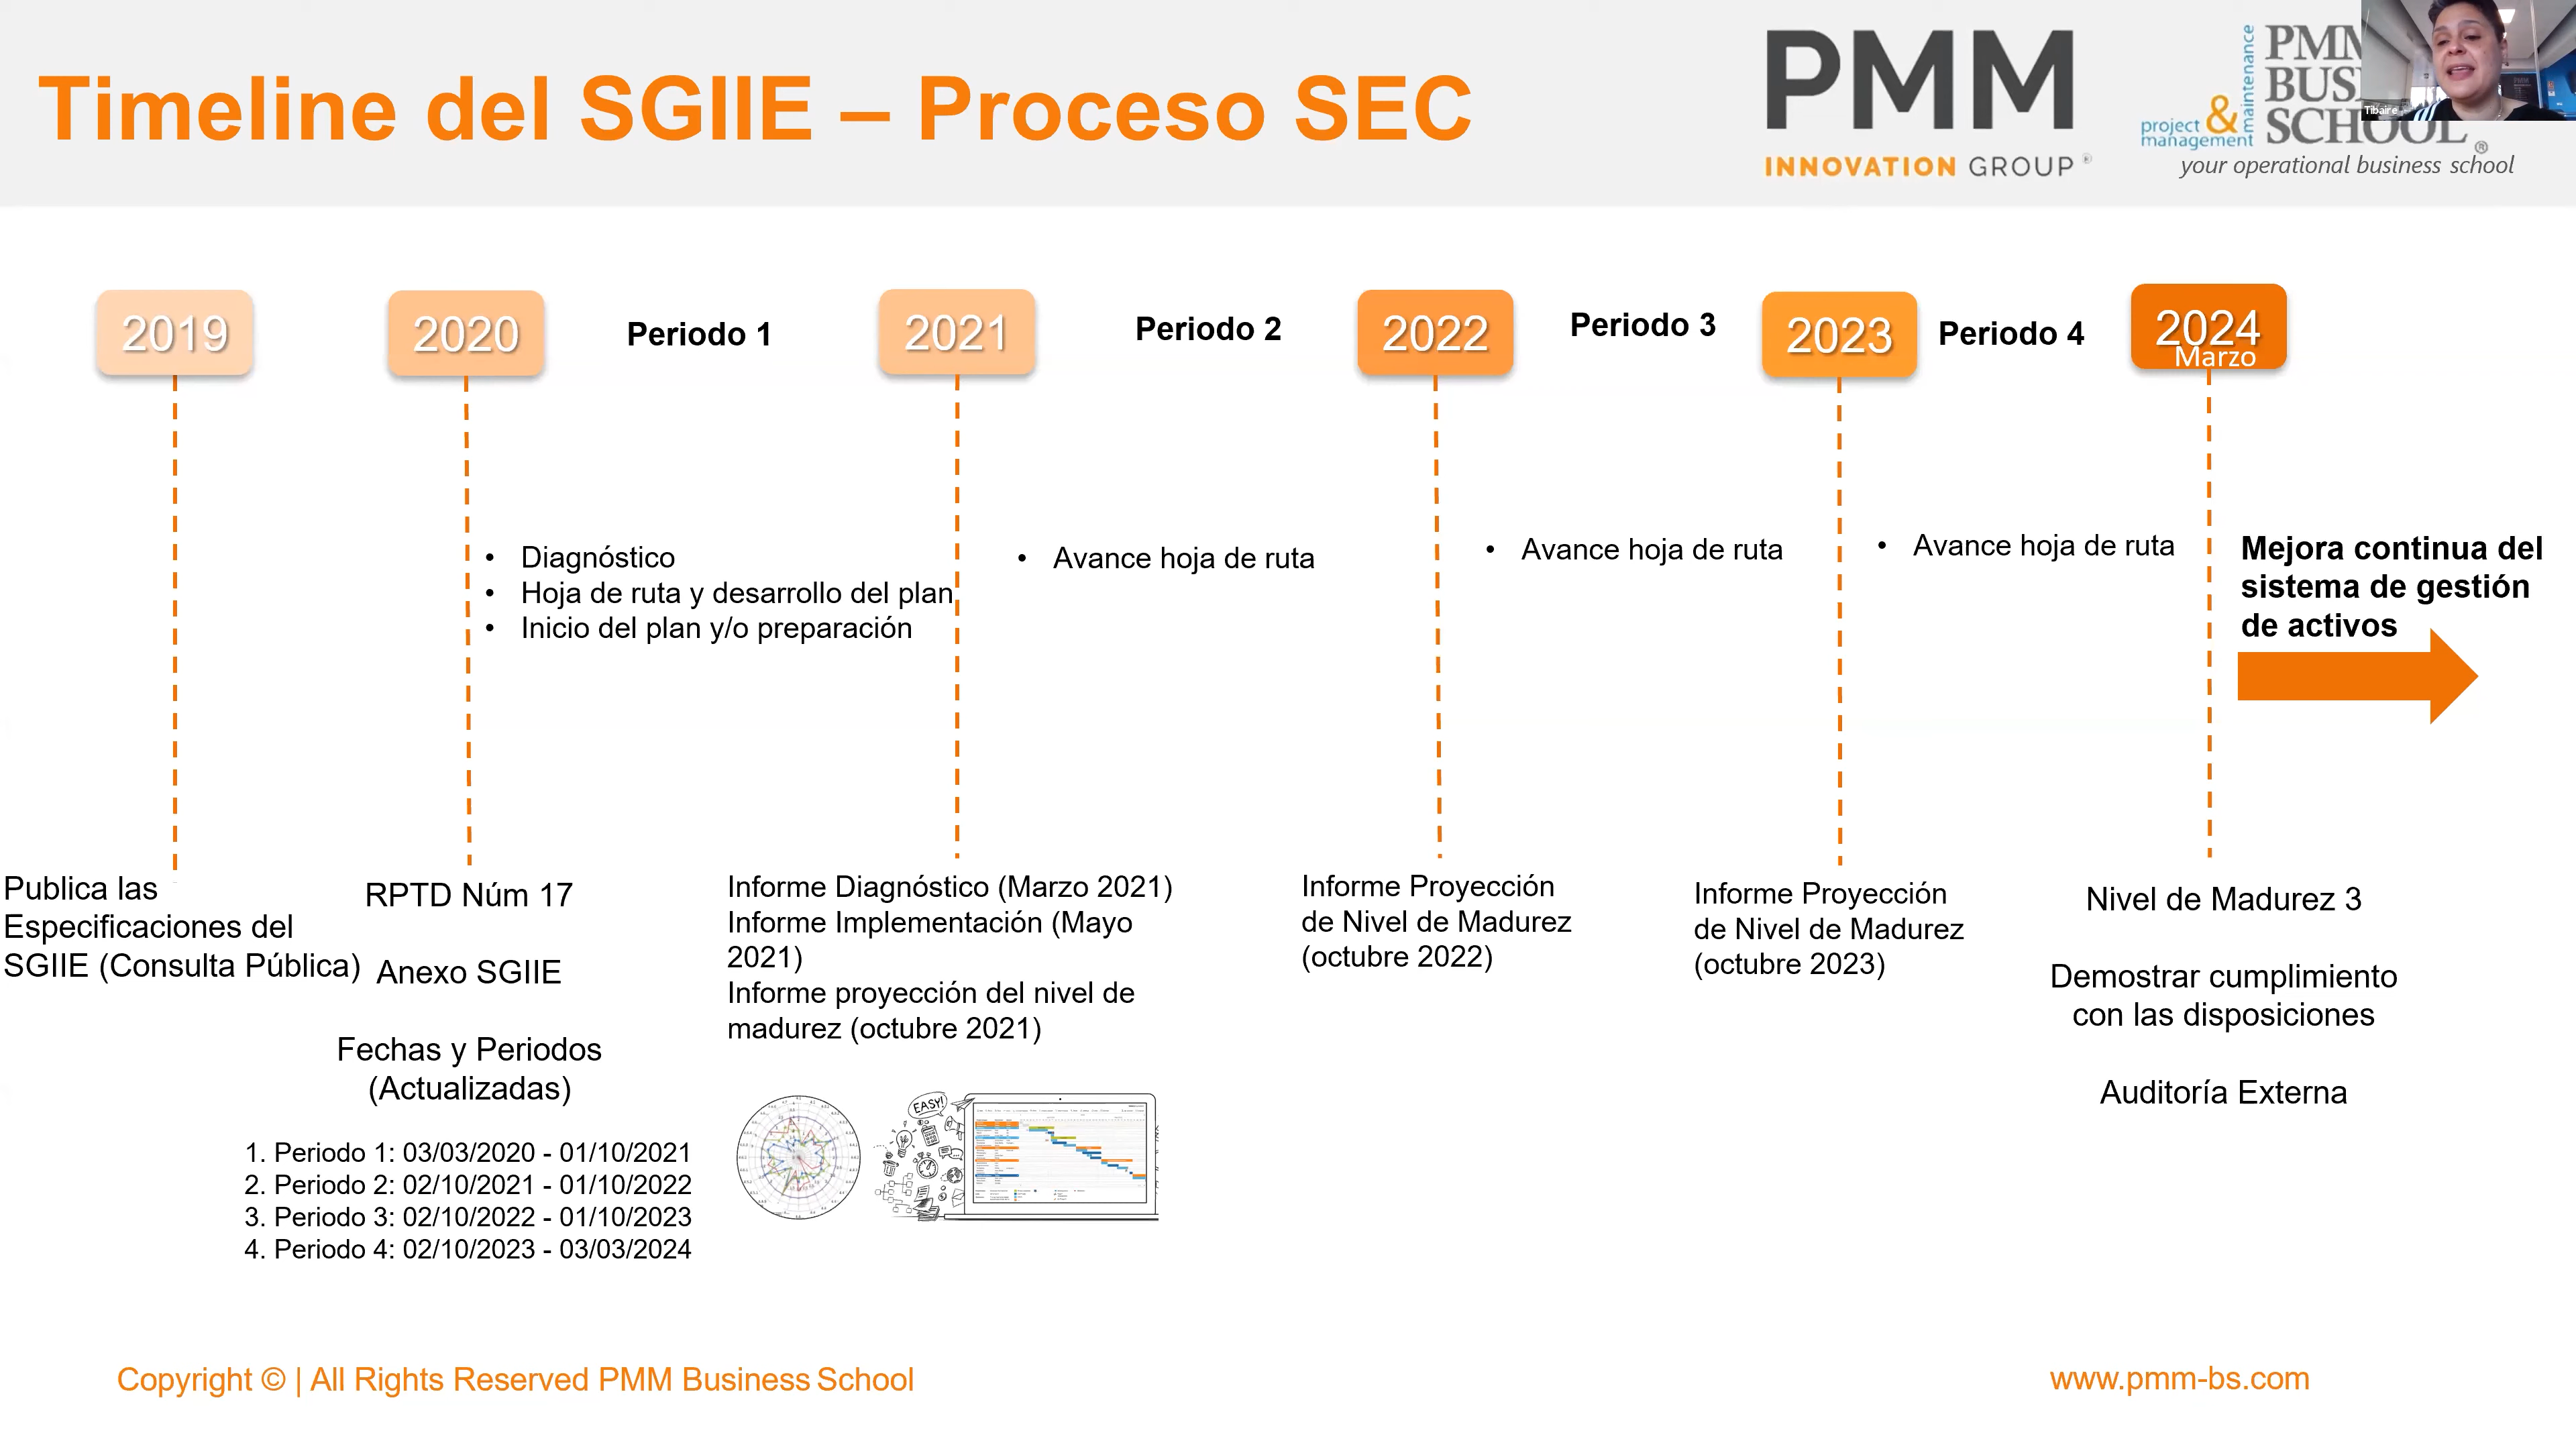 Timeline del SGIIE – Proceso SEC
PMM
INNOVATION GROUP
project & management
maintenance
SCHOOL®
your operational business school
Tibaire
2019
2020
Periodo 1
2021
Periodo 2
2022
Periodo 3
2023
Periodo 4
2024
Marzo
• Diagnóstico
• Hoja de ruta y desarrollo del plan
• Inicio del plan y/o preparación
• Avance hoja de ruta
• Avance hoja de ruta
• Avance hoja de ruta
Mejora continua del
sistema de gestión
de activos
Publica las
Especificaciones del
SGIIE (Consulta Pública)
RPTD Núm 17
Anexo SGIIE
Fechas y Periodos
(Actualizadas)
1. Periodo 1: 03/03/2020 - 01/10/2021
2. Periodo 2: 02/10/2021 - 01/10/2022
3. Periodo 3: 02/10/2022 - 01/10/2023
4. Periodo 4: 02/10/2023 - 03/03/2024
Informe Diagnóstico (Marzo 2021)
Informe Implementación (Mayo
2021)
Informe proyección del nivel de
madurez (octubre 2021)
EASY!
Informe Proyección
de Nivel de Madurez
(octubre 2022)
Informe Proyección
de Nivel de Madurez
(octubre 2023)
Nivel de Madurez 3
Demostrar cumplimiento
con las disposiciones
Auditoría Externa
Copyright © | All Rights Reserved PMM Business School
www.pmm-bs.com